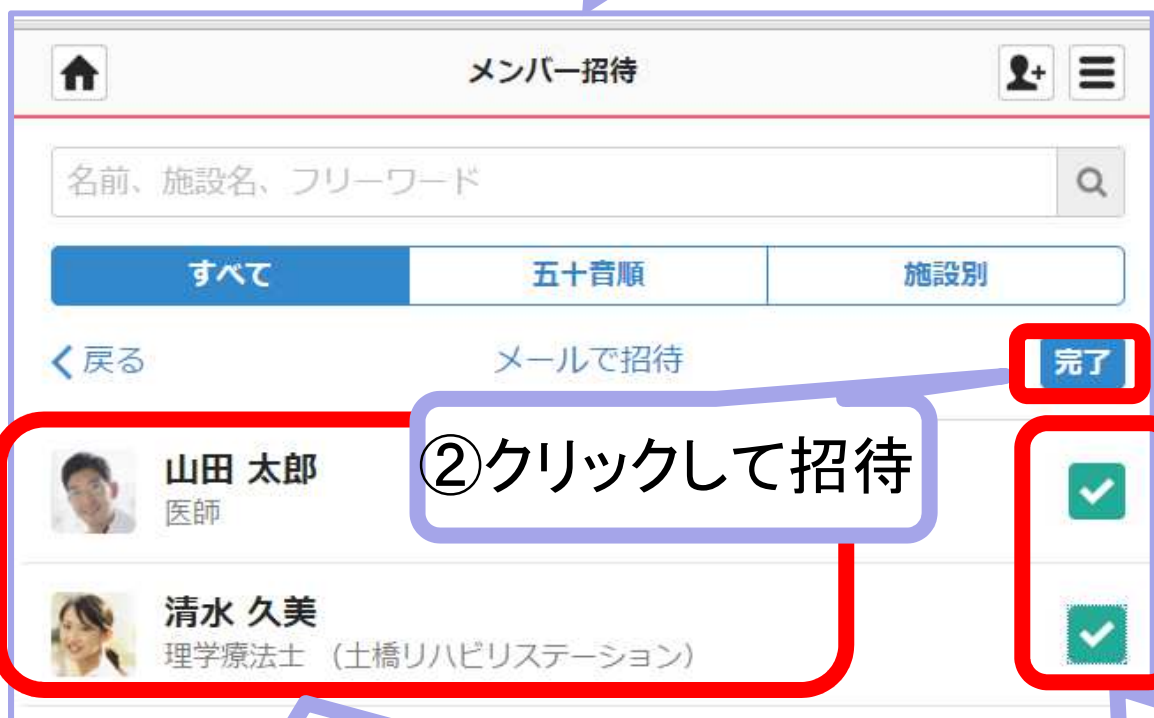 メンバー招待
名前、施設名、フリーワード
すべて 五十音順 施設別
戻る メールで招待 完了
②クリックして招待
山田 太郎
医師
清水 久美
理学療法士 (土橋リハビリステーション)